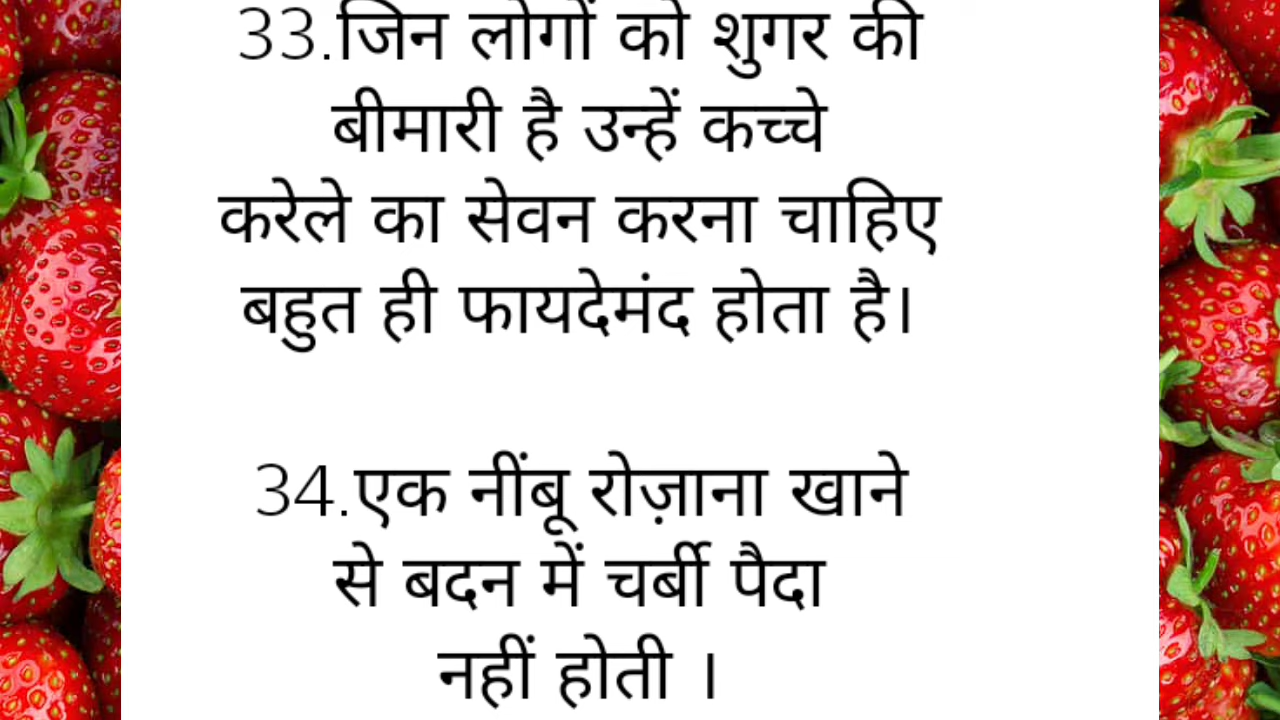 33.जिन लोगों को शुगर की
बीमारी है उन्हें कच्चे
करेले का सेवन करना चाहिए
बहुत ही फायदेमंद होता है।
34.एक नींबू रोज़ाना खाने
से बदन में चर्बी पैदा
नहीं होती ।